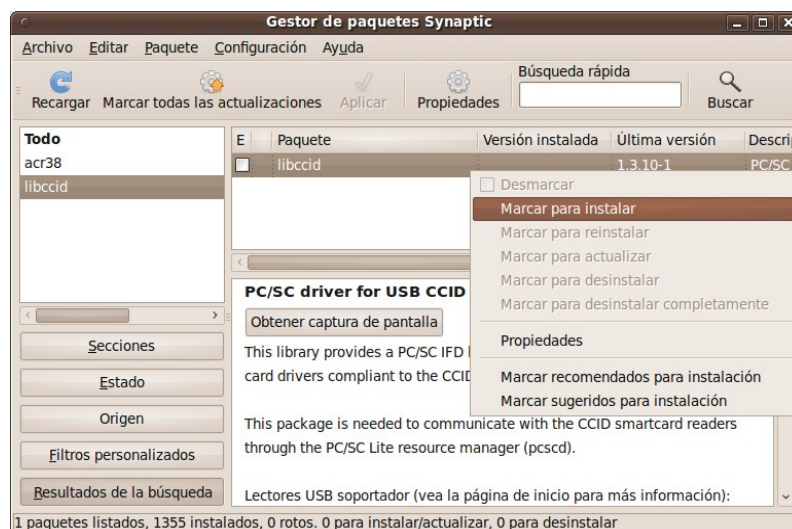 Gestor de paquetes Synaptic
Archivo Editar Paquete Configuración Ayuda
Recargar Marcar todas las actualizaciones Aplicar Propiedades Búsqueda rápida Buscar
Todo
acr38
libccid
E Paquete Versión instalada Última versión Descri
libccid 1.3.10-1 PC/SC
Desmarcar
Marcar para instalar
Marcar para reinstalar
Marcar para actualizar
Marcar para desinstalar
Marcar para desinstalar completamente
Propiedades
Marcar recomendados para instalación
Marcar sugeridos para instalación
PC/SC driver for USB CCID
Obtener captura de pantalla
This library provides a PC/SC IFD
card drivers compliant to the CCID
This package is needed to communicate with the CCID smartcard readers
through the PC/SC Lite resource manager (pcscd).
Lectores USB soportador (vea la página de inicio para más información):
Secciones
Estado
Origen
Filtros personalizados
Resultados de la búsqueda
1 paquetes listados, 1355 instalados, 0 rotos. 0 para instalar/actualizar, 0 para desinstalar